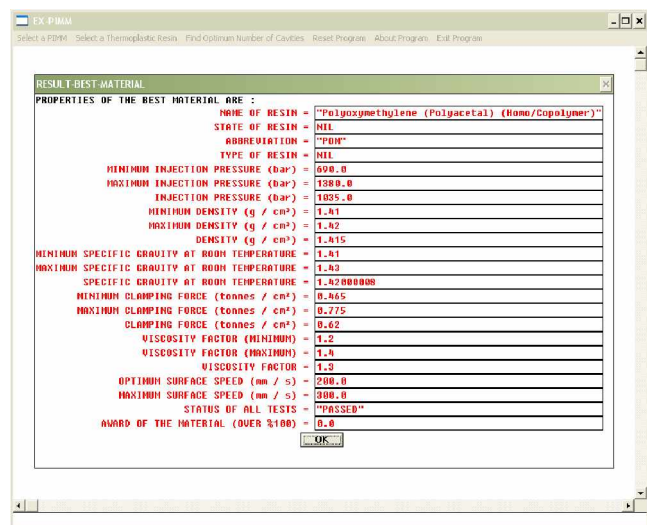 EX-PIMM
Select a PIMM Select a Thermoplastic Resin Find Optimum Number of Cavities Reset Program About Program Exit Program
RESULT-BEST-MATERIAL
PROPERTIES OF THE BEST MATERIAL ARE :
NAME OF RESIN = "Polyoxymethylene (Polyacetal) (Homo/Copolymer)"
STATE OF RESIN = NIL
ABBREVIATION = "POM"
TYPE OF RESIN = NIL
MINIMUM INJECTION PRESSURE (bar) = 690.0
MAXIMUM INJECTION PRESSURE (bar) = 1380.0
INJECTION PRESSURE (bar) = 1035.0
MINIMUM DENSITY (g / cm³) = 1.41
MAXIMUM DENSITY (g / cm³) = 1.42
DENSITY (g / cm³) = 1.415
MINIMUM SPECIFIC GRAVITY AT ROOM TEMPERATURE = 1.41
MAXIMUM SPECIFIC GRAVITY AT ROOM TEMPERATURE = 1.43
SPECIFIC GRAVITY AT ROOM TEMPERATURE = 1.42000008
MINIMUM CLAMPING FORCE (tonnes / cm²) = 0.465
MAXIMUM CLAMPING FORCE (tonnes / cm²) = 0.775
CLAMPING FORCE (tonnes / cm²) = 0.62
VISCOSITY FACTOR (MINIMUM) = 1.2
VISCOSITY FACTOR (MAXIMUM) = 1.4
VISCOSITY FACTOR = 1.3
OPTIMUM SURFACE SPEED (mm / s) = 200.0
MAXIMUM SURFACE SPEED (mm / s) = 300.0
STATUS OF ALL TESTS = "PASSED"
AWARD OF THE MATERIAL (OVER %100) = 0.0
OK